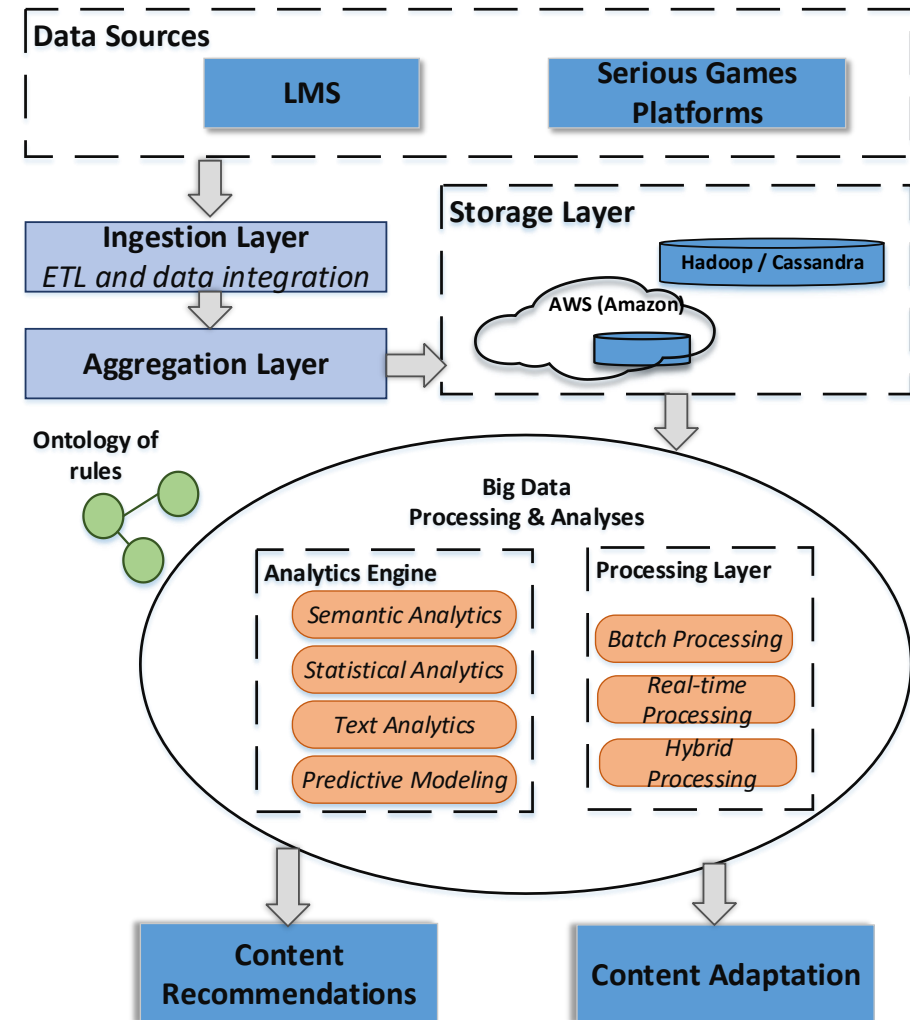 Data Sources
LMS
Serious Games
Platforms
Ingestion Layer
ETL and data integration
Aggregation Layer
Storage Layer
Hadoop / Cassandra
AWS (Amazon)
Ontology of
rules
Big Data
Processing & Analyses
Analytics Engine
Semantic Analytics
Statistical Analytics
Text Analytics
Predictive Modeling
Processing Layer
Batch Processing
Real-time
Processing
Hybrid
Processing
Content
Recommendations
Content Adaptation